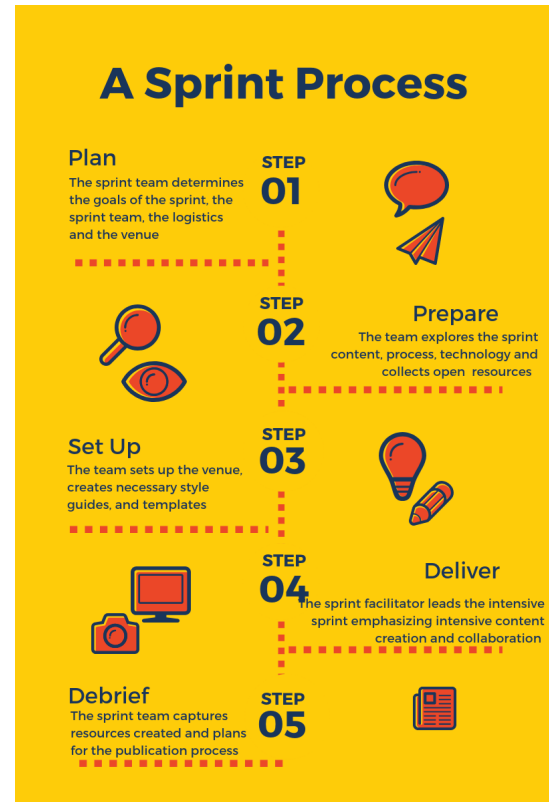 A Sprint Process
Plan
The sprint team determines
the goals of the sprint, the
sprint team, the logistics
and the venue
STEP
01
STEP
02
Prepare
The team explores the sprint
content, process, technology and
collects open resources
Set Up
The team sets up the venue,
creates necessary style
guides, and templates
STEP
03
STEP
04
Deliver
The sprint facilitator leads the intensive
sprint emphasizing intensive content
creation and collaboration
Debrief
The sprint team captures
resources created and plans
for the publication process
STEP
05